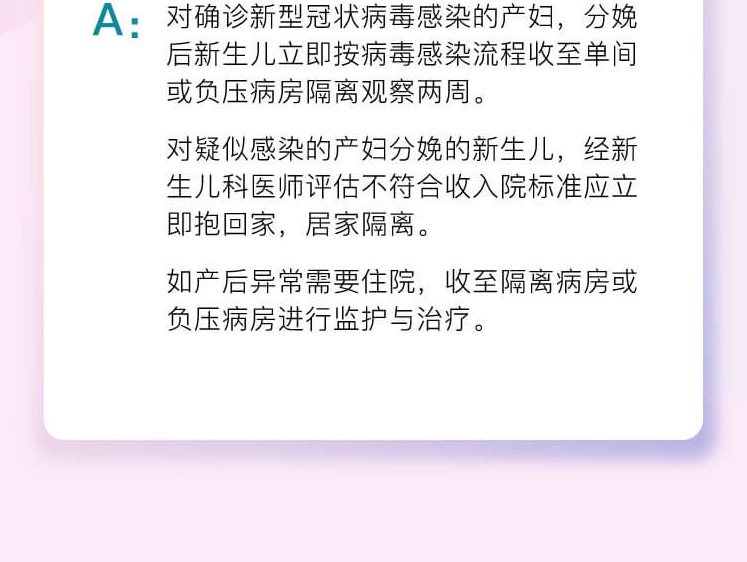 A: 对确诊新型冠状病毒感染的产妇，分娩
后新生儿立即按病毒感染流程收至单间
或负压病房隔离观察两周。
对疑似感染的产妇分娩的新生儿，经新
生儿科医师评估不符合收入院标准应立
即抱回家，居家隔离。
如产后异常需要住院，收至隔离病房或
负压病房进行监护与治疗。